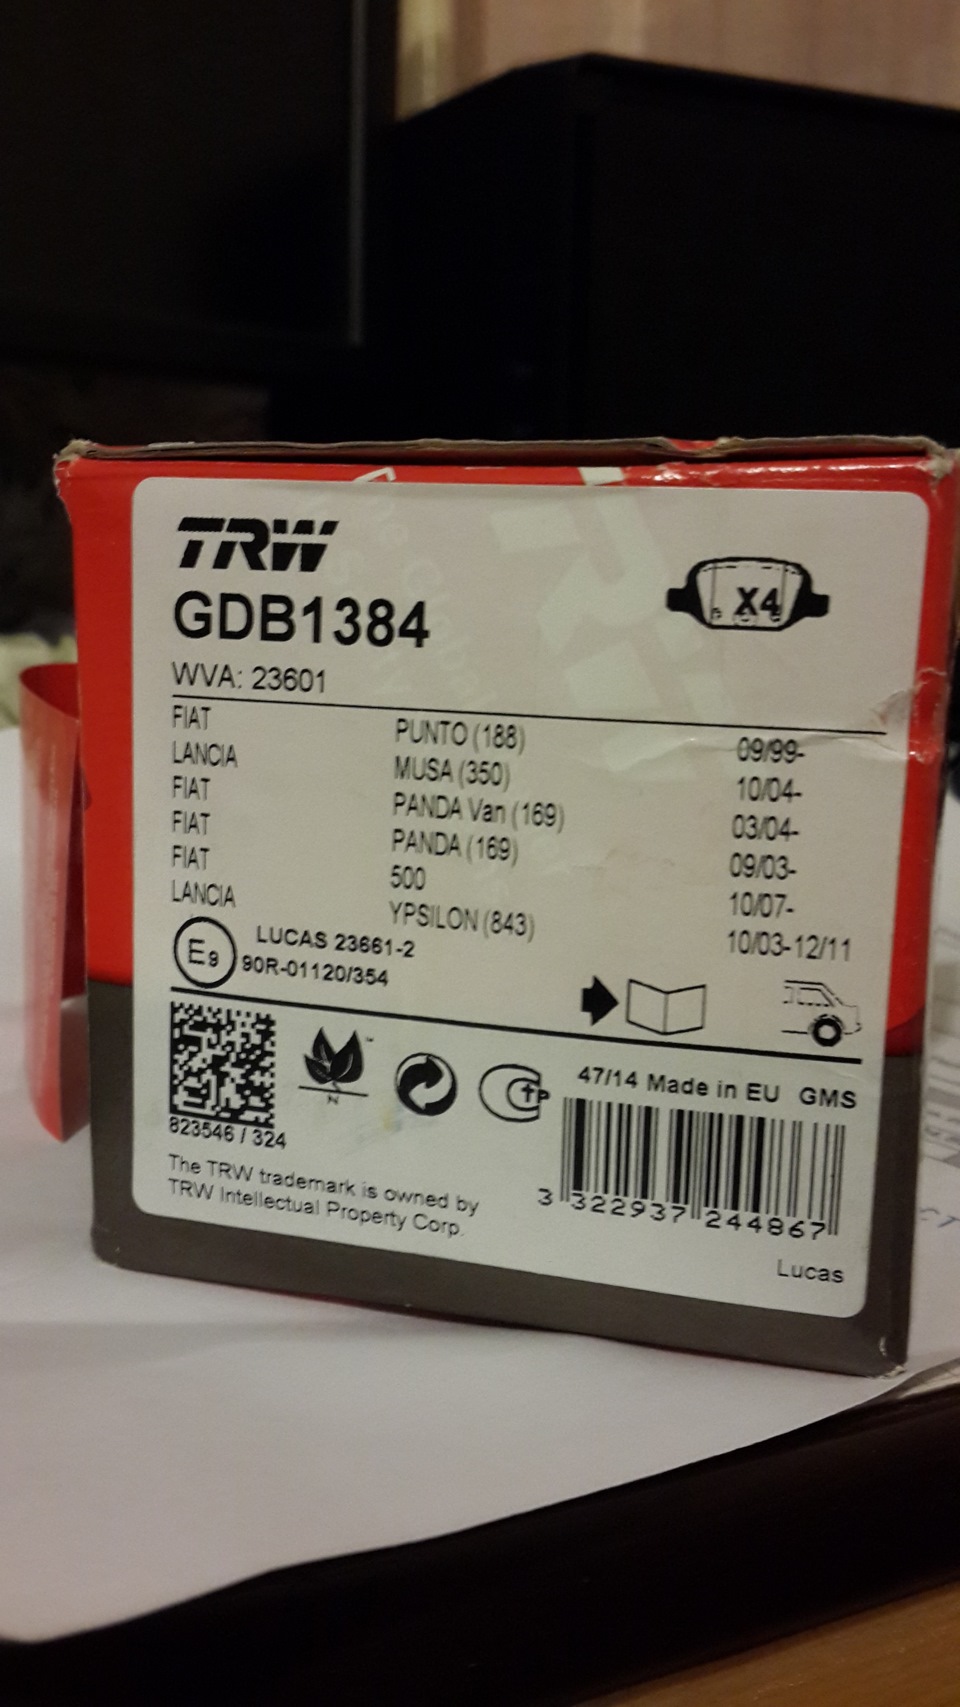 TRW
GDB1384
X4
WVA: 23601
FIAT PUNTO (188) 09/99-
LANCIA MUSA (350) 10/04-
FIAT PANDA Van (169) 03/04-
FIAT PANDA (169) 09/03-
FIAT 500 10/07-
LANCIA YPSILON (843) 10/03-12/11
E9 LUCAS 23661-2
90R-01120/354
N ™
47/14 Made in EU GMS
823546 / 324
The TRW trademark is owned by
TRW Intellectual Property Corp.
3 322937 244867
Lucas